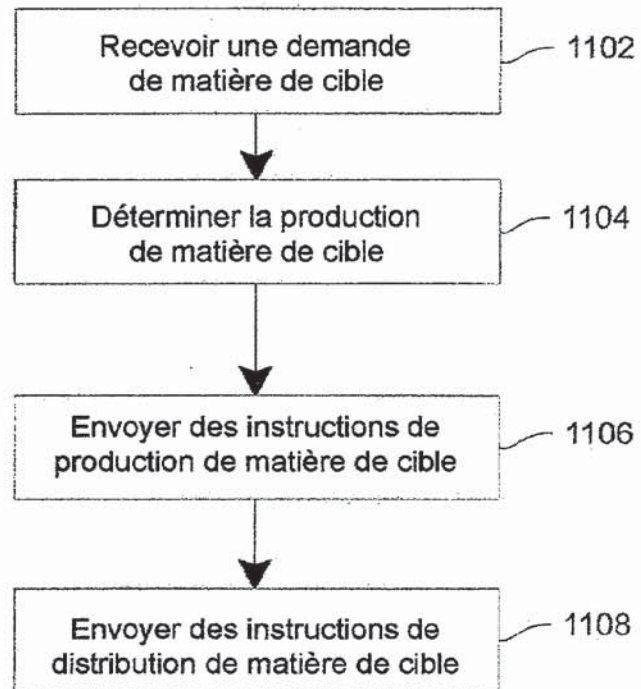 Recevoir une demande
de matière de cible
1102
Déterminer la production
de matière de cible
1104
Envoyer des instructions de
production de matière de cible
1106
Envoyer des instructions de
distribution de matière de cible
1108